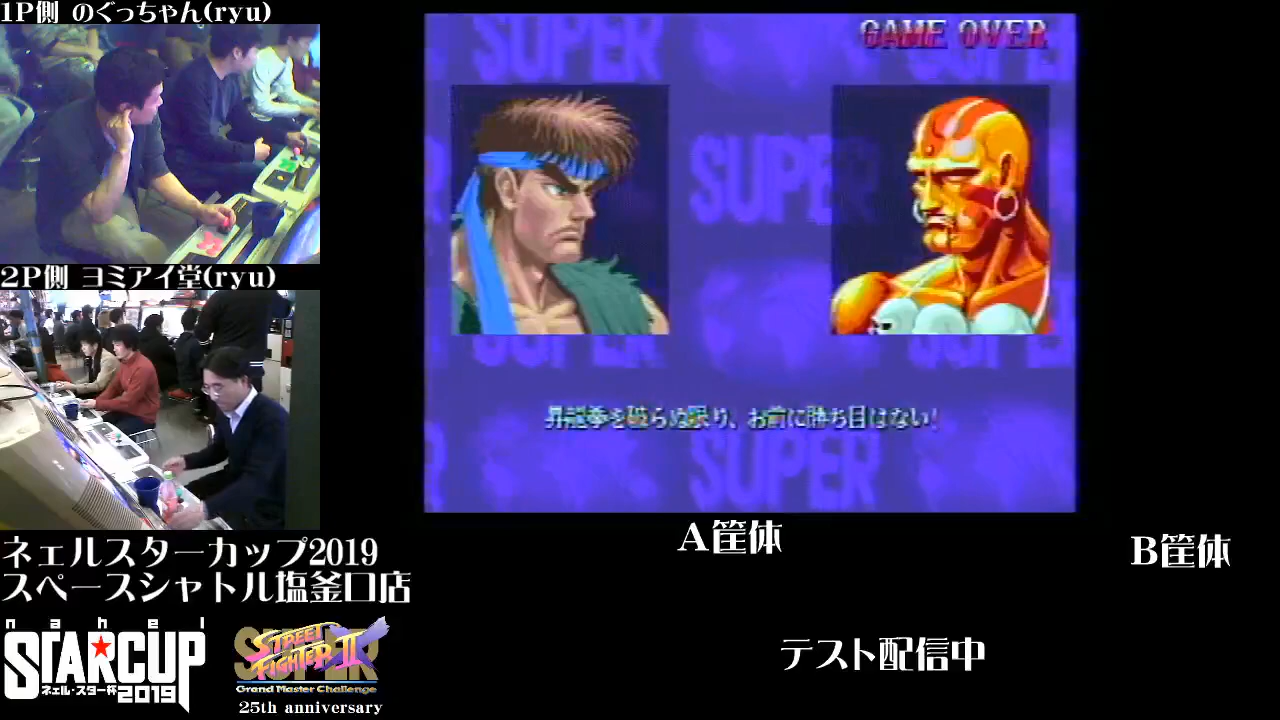 1P側 のぐっちゃん(ryu)
2P側 ヨミアイ堂(ryu)
GAME OVER
SUPER
SUPER
SUPER
昇龍拳を破らぬ限り、お前に勝ち目はない!
SUPER
A筐体
B筐体
ネェルスターカップ2019
スペースシャトル塩釜口店
テスト配信中
nahel
STARCUP
ネェル・スター杯2019
SUPER
STREET FIGHTER II X
Grand Master Challenge
25th anniversary